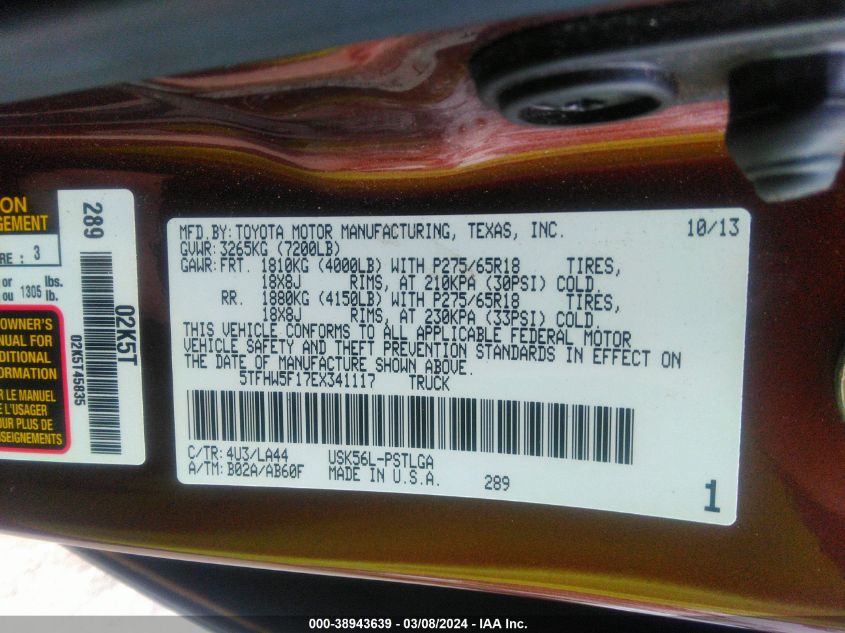 ION
GEMENT
RE : 3
or lbs.
ou 1305 lb.
OWNER'S
NUAL FOR
DITIONAL
ORMATION
R LE MANUEL
E L'USAGER
POUR PLUS DE
SEIGNEMENTS
289
02K5T
02K5T45835
MFD. BY: TOYOTA MOTOR MANUFACTURING, TEXAS, INC. 10/13
GVWR: 3265KG (7200LB)
GAWR: FRT. 1810KG (4000LB) WITH P275/65R18 TIRES,
18X8J RIMS, AT 210KPA (30PSI) COLD.
RR. 1880KG (4150LB) WITH P275/65R18 TIRES,
18X8J RIMS, AT 230KPA (33PSI) COLD.
THIS VEHICLE CONFORMS TO ALL APPLICABLE FEDERAL MOTOR
VEHICLE SAFETY AND THEFT PREVENTION STANDARDS IN EFFECT ON
THE DATE OF MANUFACTURE SHOWN ABOVE.
5TFHW5F17EX341117 TRUCK
C/TR: 4U3/LA44 USK56L-PSTLGA
A/TM: B02A/AB60F MADE IN U.S.A. 289 1
000-38943639 - 03/08/2024 - IAA Inc.